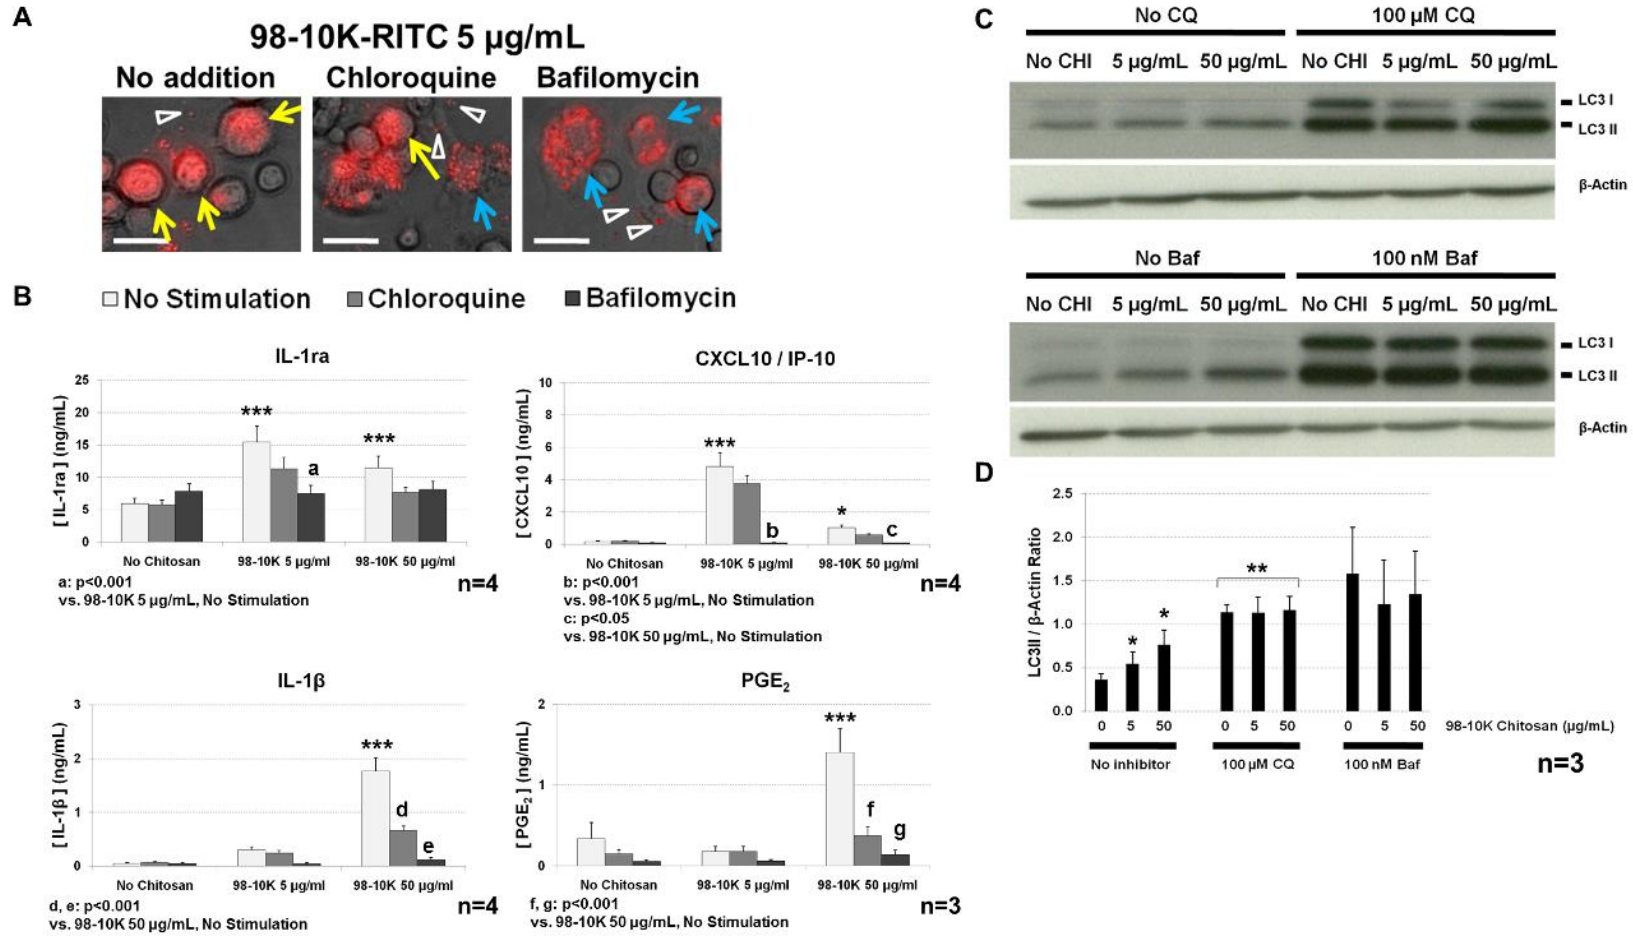 A
98-10K-RITC 5 µg/mL
No addition Chloroquine Bafilomycin
B
No Stimulation Chloroquine Bafilomycin
IL-1ra
[ IL-1ra ] (ng/mL)
25
20
15
10
5
0
***
a
***
No Chitosan 98-10K 5 µg/ml 98-10K 50 µg/ml
a: p<0.001
vs. 98-10K 5 µg/mL, No Stimulation
n=4
CXCL10 / IP-10
[ CXCL10 ] (ng/mL)
10
8
6
4
2
0
***
b
*
c
No Chitosan 98-10K 5 µg/ml 98-10K 50 µg/ml
b: p<0.001
vs. 98-10K 5 µg/mL, No Stimulation
c: p<0.05
vs. 98-10K 50 µg/mL, No Stimulation
n=4
IL-1β
[ IL-1β ] (ng/mL)
3
2
1
0
***
d
e
No Chitosan 98-10K 5 µg/ml 98-10K 50 µg/ml
d, e: p<0.001
vs. 98-10K 50 µg/mL, No Stimulation
n=4
PGE2
[ PGE2 ] (ng/mL)
2
1
0
***
f
g
No Chitosan 98-10K 5 µg/ml 98-10K 50 µg/ml
f, g: p<0.001
vs. 98-10K 50 µg/mL, No Stimulation
n=3
C
No CQ 100 µM CQ
No CHI 5 µg/mL 50 µg/mL No CHI 5 µg/mL 50 µg/mL
LC3 I
LC3 II
β-Actin
No Baf 100 nM Baf
No CHI 5 µg/mL 50 µg/mL No CHI 5 µg/mL 50 µg/mL
LC3 I
LC3 II
β-Actin
D
LC3II / β-Actin Ratio
2.5
2.0
1.5
1.0
0.5
0.0
*
*
**
0 5 50 0 5 50 0 5 50 98-10K Chitosan (µg/mL)
No inhibitor 100 µM CQ 100 nM Baf
n=3